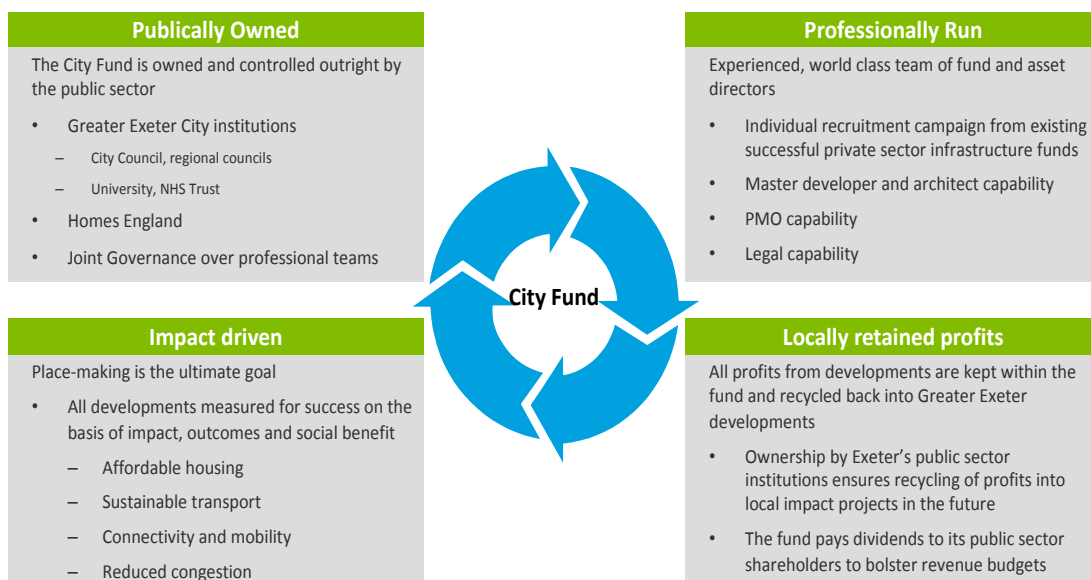 Publically Owned
The City Fund is owned and controlled outright by
the public sector
• Greater Exeter City institutions
– City Council, regional councils
– University, NHS Trust
• Homes England
• Joint Governance over professional teams
Professionally Run
Experienced, world class team of fund and asset
directors
• Individual recruitment campaign from existing
successful private sector infrastructure funds
• Master developer and architect capability
• PMO capability
• Legal capability
City Fund
Impact driven
Place-making is the ultimate goal
• All developments measured for success on the
basis of impact, outcomes and social benefit
– Affordable housing
– Sustainable transport
– Connectivity and mobility
– Reduced congestion
Locally retained profits
All profits from developments are kept within the
fund and recycled back into Greater Exeter
developments
• Ownership by Exeter's public sector
institutions ensures recycling of profits into
local impact projects in the future
• The fund pays dividends to its public sector
shareholders to bolster revenue budgets